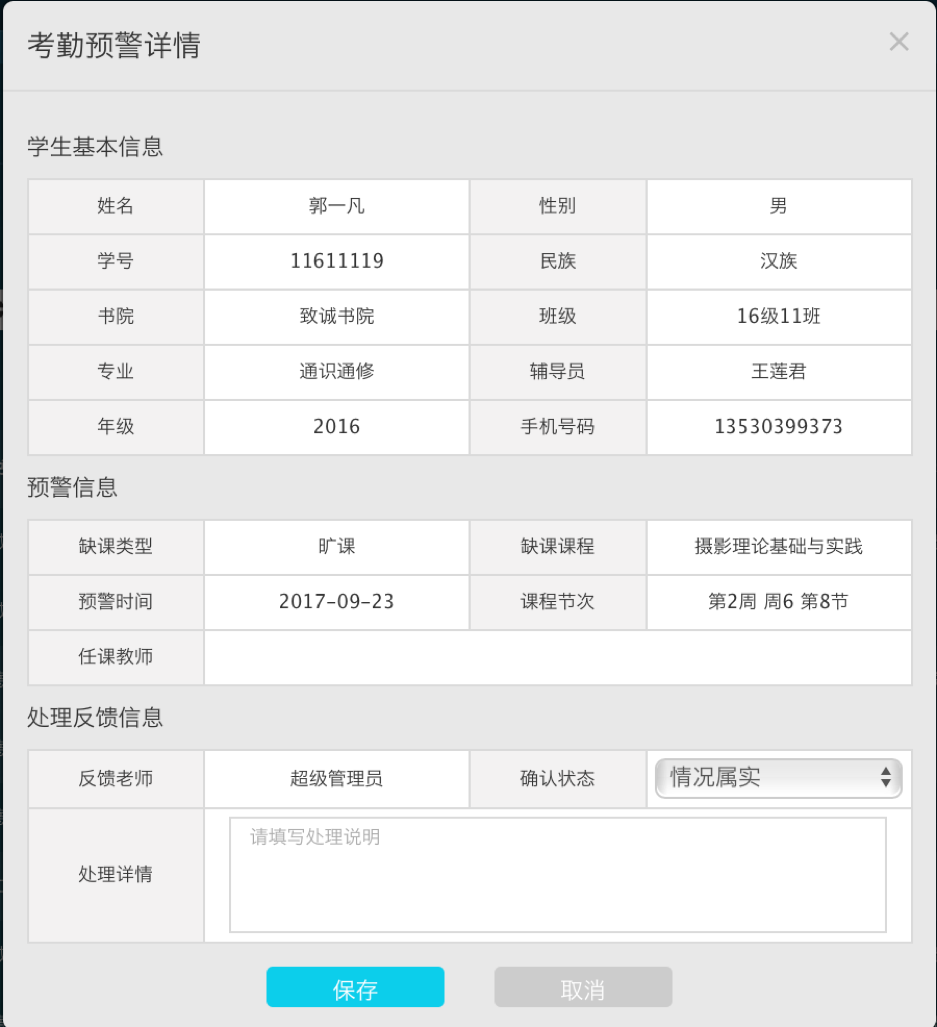 考勤预警详情
学生基本信息
姓名 郭一凡 性别 男
学号 11611119 民族 汉族
书院 致诚书院 班级 16级11班
专业 通识通修 辅导员 王莲君
年级 2016 手机号码 13530399373
预警信息
缺课类型 旷课 缺课课程 摄影理论基础与实践
预警时间 2017-09-23 课程节次 第2周 周6 第8节
任课教师
处理反馈信息
反馈老师 超级管理员 确认状态 情况属实
处理详情 请填写处理说明
保存 取消